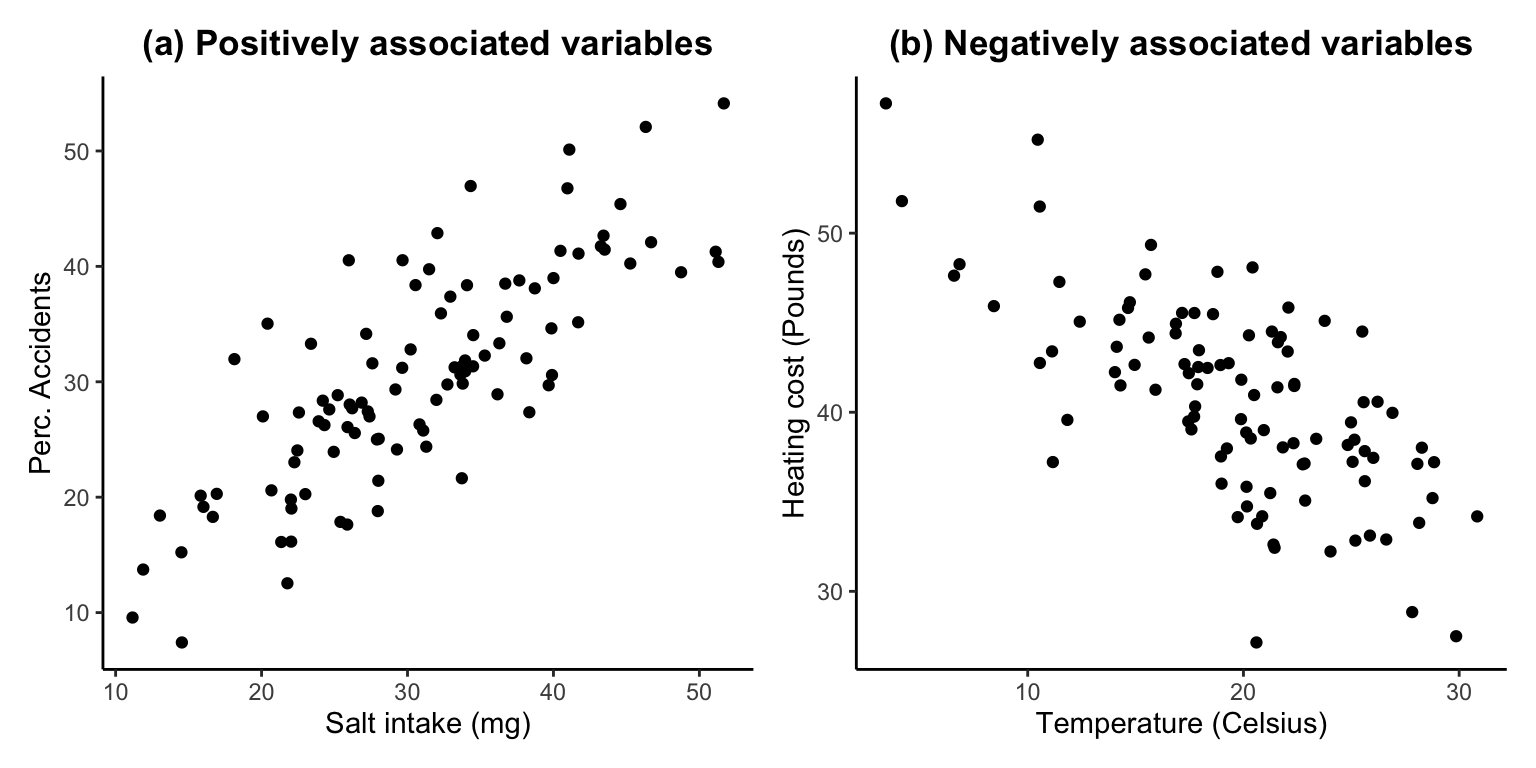 (a) Positively associated variables
Perc. Accidents
50
40
30
20
10
10 20 30 40 50
Salt intake (mg)
(b) Negatively associated variables
Heating cost (Pounds)
50
40
30
10 20 30
Temperature (Celsius)